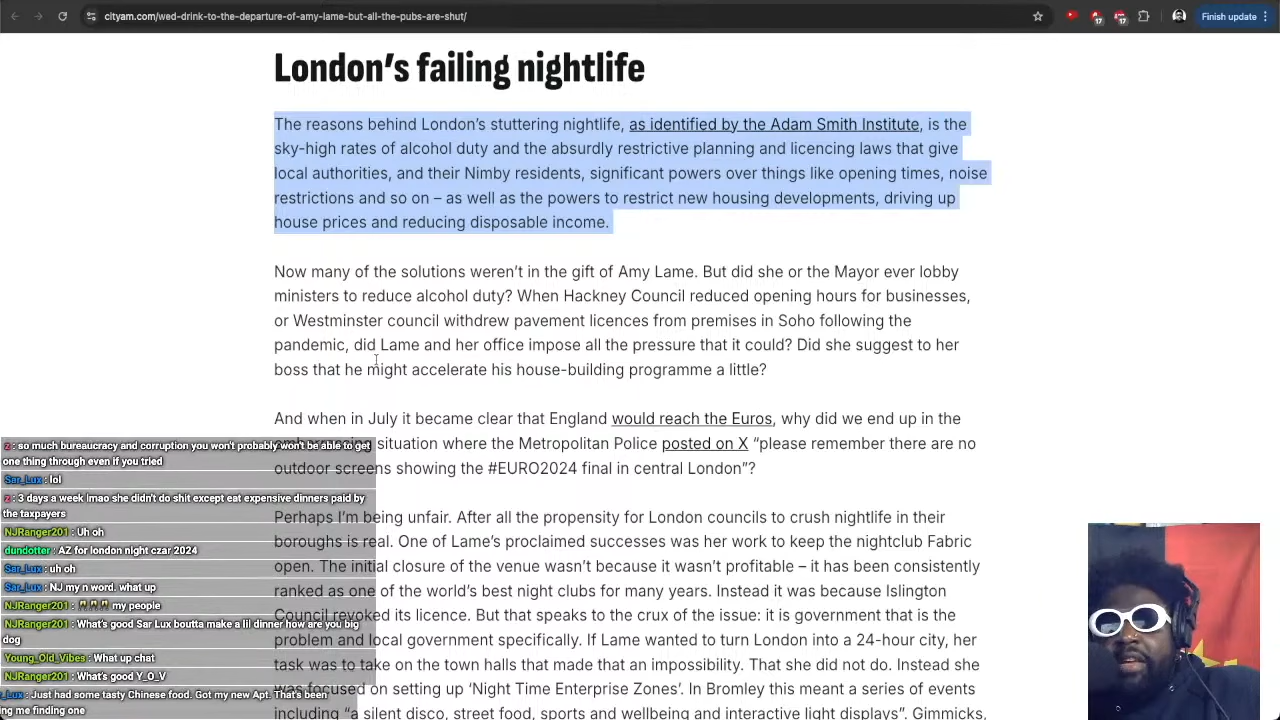 cityam.com/wed-drink-to-the-departure-of-amy-lame-but-all-the-pubs-are-shut/
17
17
Finish update
London's failing nightlife
The reasons behind London's stuttering nightlife, as identified by the Adam Smith Institute, is the
sky-high rates of alcohol duty and the absurdly restrictive planning and licencing laws that give
local authorities, and their Nimby residents, significant powers over things like opening times, noise
restrictions and so on – as well as the powers to restrict new housing developments, driving up
house prices and reducing disposable income.
Now many of the solutions weren't in the gift of Amy Lame. But did she or the Mayor ever lobby
ministers to reduce alcohol duty? When Hackney Council reduced opening hours for businesses,
or Westminster council withdrew pavement licences from premises in Soho following the
pandemic, did Lame and her office impose all the pressure that it could? Did she suggest to her
boss that he might accelerate his house-building programme a little?
And when in July it became clear that England would reach the Euros, why did we end up in the
situation where the Metropolitan Police posted on X “please remember there are no
outdoor screens showing the #EURO2024 final in central London”?
Perhaps I'm being unfair. After all the propensity for London councils to crush nightlife in their
boroughs is real. One of Lame's proclaimed successes was her work to keep the nightclub Fabric
open. The initial closure of the venue wasn't because it wasn't profitable – it has been consistently
ranked as one of the world's best night clubs for many years. Instead it was because Islington
Council revoked its licence. But that speaks to the crux of the issue: it is government that is the
problem and local government specifically. If Lame wanted to turn London into a 24-hour city, her
task was to take on the town halls that made that an impossibility. That she did not do. Instead she
was focused on setting up ‘Night Time Enterprise Zones’. In Bromley this meant a series of events
including “a silent disco, street food, sports and wellbeing and interactive light displays”. Gimmicks,
z: so much bureaucracy and corruption you won't probably won't be able to get
one thing through even if you tried
Sar_Lux: lol
z: 3 days a week lmao she didn't do shit except eat expensive dinners paid by
the taxpayers
NJRanger201: Uh oh
dundotter: AZ for london night czar 2024
Sar_Lux: uh oh
Sar_Lux: NJ my n word. what up
NJRanger201: my people
NJRanger201: What's good Sar Lux boutta make a lil dinner how are you big
dog
Young_Old_Vibes: What up chat
NJRanger201: What's good Y_O_V
_Lux: Just had some tasty Chinese food. Got my new Apt. That's been
ng me finding one